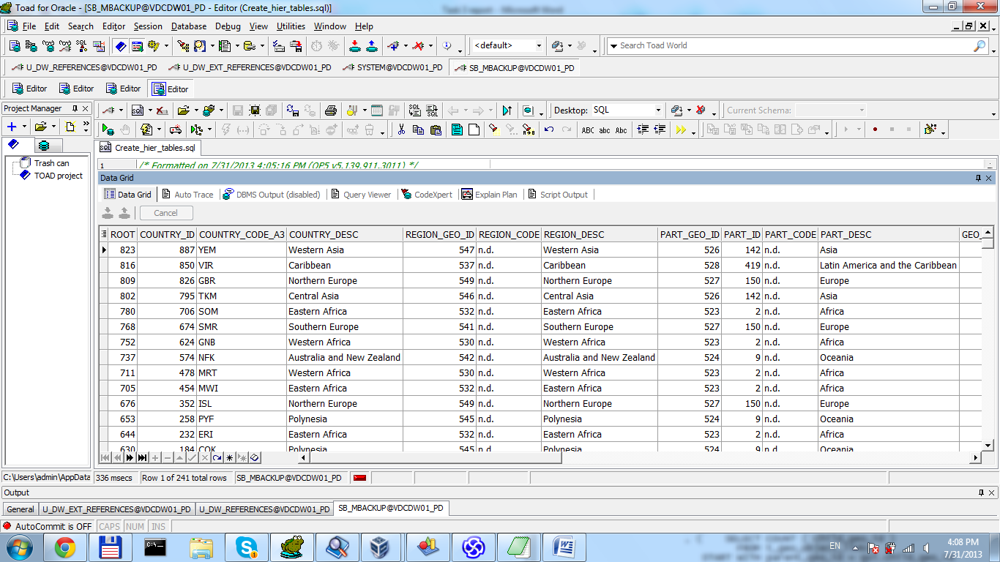 Toad for Oracle - [SB_MBACKUP@VDCDW01_PD - Editor (Create_hier_tables.sql)]
File Edit Search Editor Session Database Debug View Utilities Window Help
<default> Search Toad World
U_DW_REFERENCES@VDCDW01_PD U_DW_EXT_REFERENCES@VDCDW01_PD SYSTEM@VDCDW01_PD SB_MBACKUP@VDCDW01_PD
Editor Editor Editor Editor
Project Manager Desktop: SQL Current Schema:
Trash can
TOAD project
Create_hier_tables.sql
1 /* Formatted on 7/31/2013 4:05:16 PM (QP5 v5.139.911.3011) */
Data Grid
Data Grid Auto Trace DBMS Output (disabled) Query Viewer CodeXpert Explain Plan Script Output
Cancel
ROOT COUNTRY_ID COUNTRY_CODE_A3 COUNTRY_DESC REGION_GEO_ID REGION_CODE REGION_DESC PART_GEO_ID PART_ID PART_CODE PART_DESC GEO_
823 887 YEM Western Asia 547 n.d. Western Asia 526 142 n.d. Asia
816 850 VIR Caribbean 537 n.d. Caribbean 528 419 n.d. Latin America and the Caribbean
809 826 GBR Northern Europe 549 n.d. Northern Europe 527 150 n.d. Europe
802 795 TKM Central Asia 546 n.d. Central Asia 526 142 n.d. Asia
780 706 SOM Eastern Africa 532 n.d. Eastern Africa 523 2 n.d. Africa
768 674 SMR Southern Europe 541 n.d. Southern Europe 527 150 n.d. Europe
752 624 GNB Western Africa 530 n.d. Western Africa 523 2 n.d. Africa
737 574 NFK Australia and New Zealand 542 n.d. Australia and New Zealand 524 9 n.d. Oceania
711 478 MRT Western Africa 530 n.d. Western Africa 523 2 n.d. Africa
705 454 MWI Eastern Africa 532 n.d. Eastern Africa 523 2 n.d. Africa
676 352 ISL Northern Europe 549 n.d. Northern Europe 527 150 n.d. Europe
653 258 PYF Polynesia 545 n.d. Polynesia 524 9 n.d. Oceania
644 232 ERI Eastern Africa 532 n.d. Eastern Africa 523 2 n.d. Africa
630 184 COK Polynesia 545 n.d. Polynesia 524 9 n.d. Oceania
C:\Users\admin\AppData 336 msecs Row 1 of 241 total rows SB_MBACKUP@VDCDW01_PD
Output
General U_DW_EXT_REFERENCES@VDCDW01_PD U_DW_REFERENCES@VDCDW01_PD SB_MBACKUP@VDCDW01_PD
AutoCommit is OFF CAPS NUM INS
EN 4:08 PM
7/31/2013